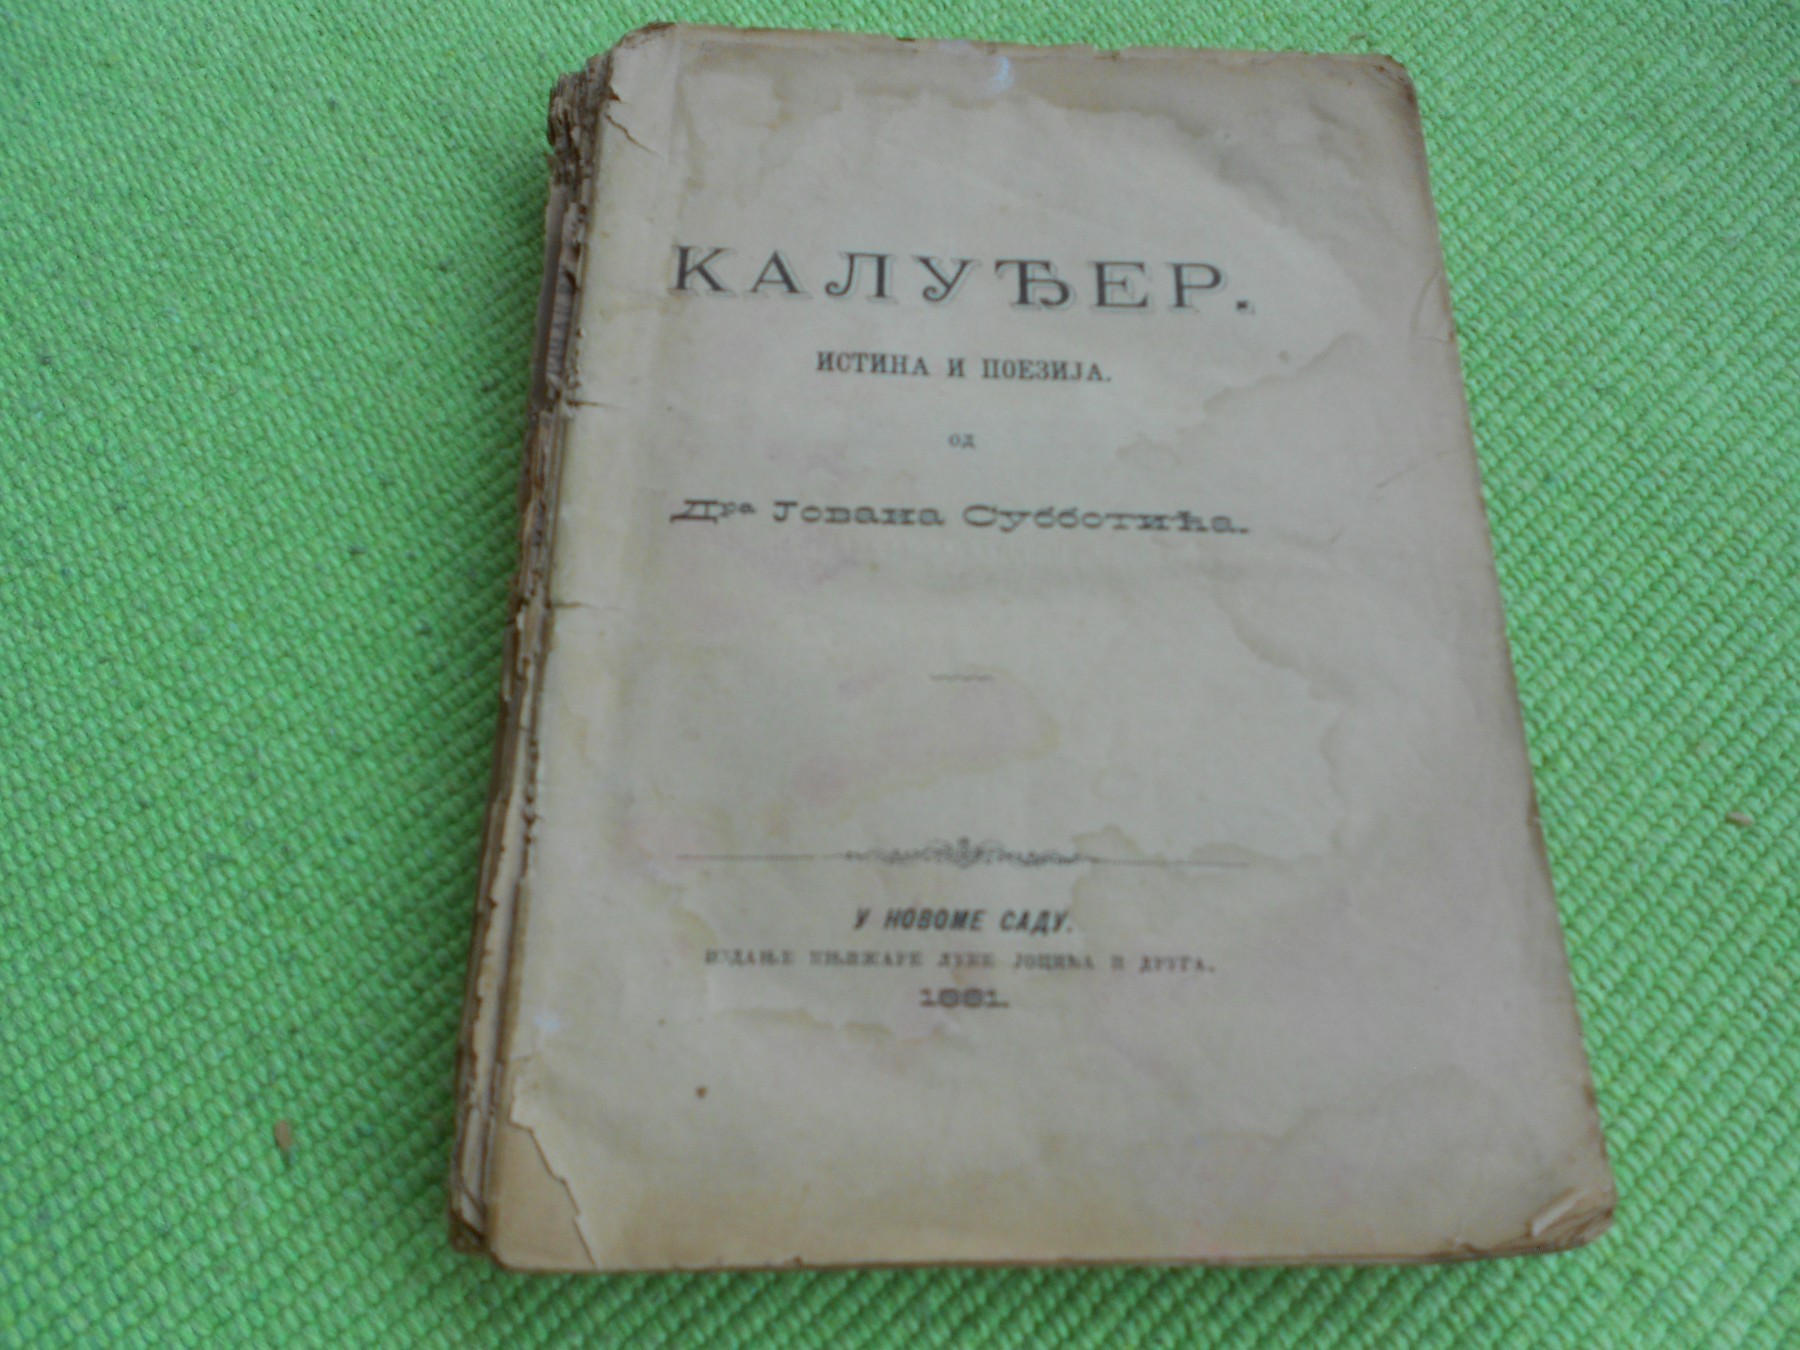 КАЛУЂЕР.
ИСТИНА И ПОЕЗИЈА.
од
Дра Јована Субботића.
У НОВОМЕ САДУ.
ИЗДАЊЕ КЊИЖАРЕ ЛУКЕ ЈОЦИЋА И ДРУГА.
1881.